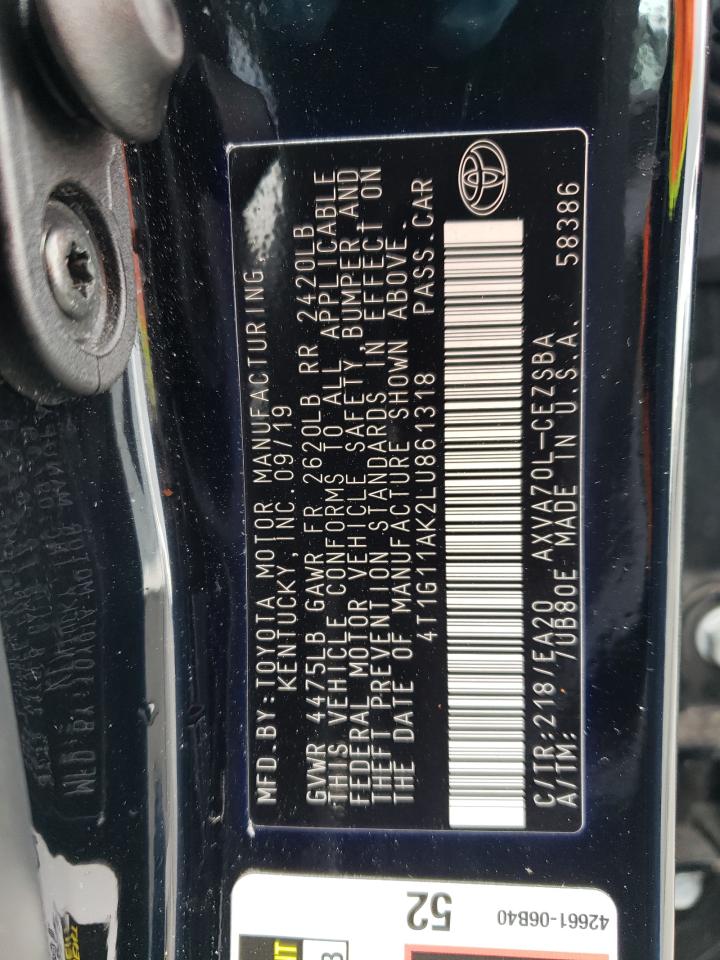 MFD.BY:TOYOTA MOTOR MANUFACTURING,
KENTUCKY,INC.09/19
GVWR 4475LB GAWR FR 2620LB RR 2420LB
THIS VEHICLE CONFORMS TO ALL APPLICABLE
FEDERAL MOTOR VEHICLE SAFETY,BUMPER AND
THEFT PREVENTION STANDARDS IN EFFECT ON
THE DATE OF MANUFACTURE SHOWN ABOVE.
4T1G11AK2LU861318 PASS.CAR
C/TR:218/EA20 AXVA70L-CEZSBA
A/TM: /UB80E MADE IN U.S.A. 58386
52
42661-06B40